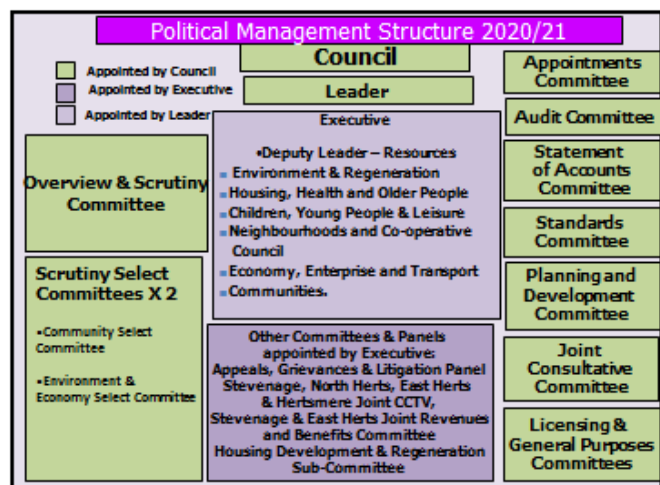 Political Management Structure 2020/21
Council
Leader
Appointed by Council
Appointed by Executive
Appointed by Leader
Overview & Scrutiny
Committee
Scrutiny Select
Committees X 2
•Community Select
Committee
•Environment &
Economy Select Committee
Executive
•Deputy Leader – Resources
Environment & Regeneration
Housing, Health and Older People
Children, Young People & Leisure
Neighbourhoods and Co-operative
Council
Economy, Enterprise and Transport
Communities.
Other Committees & Panels
appointed by Executive:
Appeals, Grievances & Litigation Panel
Stevenage, North Herts, East Herts
& Hertsmere Joint CCTV,
Stevenage & East Herts Joint Revenues
and Benefits Committee
Housing Development & Regeneration
Sub-Committee
Appointments
Committee
Audit Committee
Statement
of Accounts
Committee
Standards
Committee
Planning and
Development
Committee
Joint
Consultative
Committee
Licensing &
General Purposes
Committees